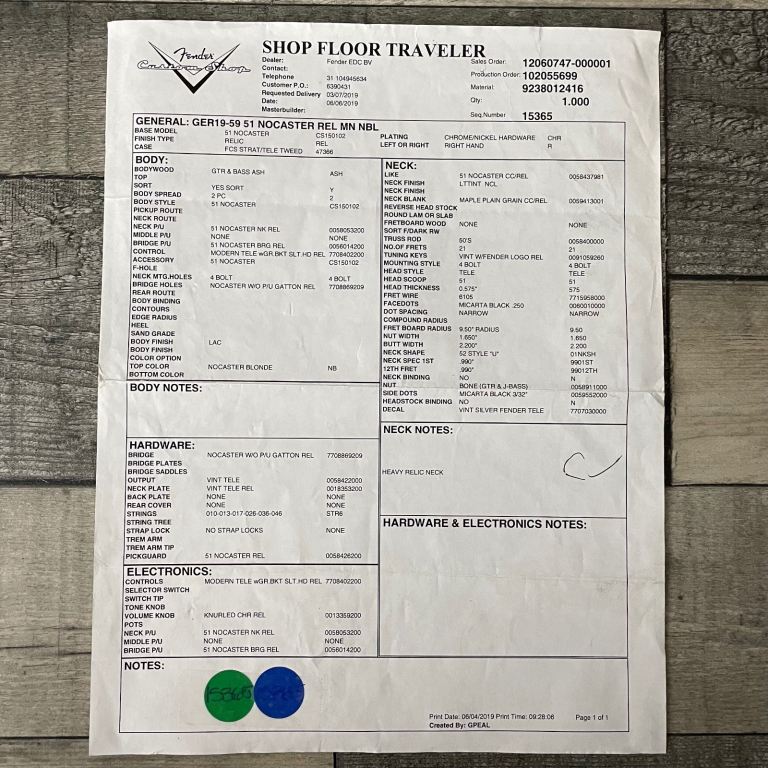 Fender
Custom Shop
SHOP FLOOR TRAVELER
Dealer: Fender EDC BV
Contact:
Telephone 31 104945634
Customer P.O.: 6390431
Requested Delivery 03/07/2019
Date: 06/06/2019
Masterbuilder:
Sales Order: 12060747-000001
Production Order: 102055699
Material: 9238012416
Qty: 1.000
Seq.Number 15365
GENERAL: GER19-59 51 NOCASTER REL MN NBL
BASE MODEL 51 NOCASTER CS150102 PLATING CHROME/NICKEL HARDWARE CHR
FINISH TYPE RELIC REL LEFT OR RIGHT RIGHT HAND R
CASE FCS STRAT/TELE TWEED 47366
BODY:
BODYWOOD GTR & BASS ASH ASH
TOP
SORT YES SORT Y
BODY SPREAD 2 PC 2
BODY STYLE 51 NOCASTER CS150102
PICKUP ROUTE
NECK ROUTE
NECK P/U 51 NOCASTER NK REL 0058053200
MIDDLE P/U NONE NONE
BRIDGE P/U 51 NOCASTER BRG REL 0056014200
CONTROL MODERN TELE wGR.BKT SLT.HD REL 7708402200
ACCESSORY 51 NOCASTER CS150102
F-HOLE
NECK MTG.HOLES 4 BOLT 4 BOLT
BRIDGE HOLES NOCASTER W/O P/U GATTON REL 7708869209
REAR ROUTE
BODY BINDING
CONTOURS
EDGE RADIUS
HEEL
SAND GRADE
BODY FINISH LAC
BODY FINISH
COLOR OPTION
TOP COLOR NOCASTER BLONDE NB
BOTTOM COLOR
BODY NOTES:
HARDWARE:
BRIDGE NOCASTER W/O P/U GATTON REL 7708869209
BRIDGE PLATES
BRIDGE SADDLES
OUTPUT VINT TELE 0058422000
NECK PLATE VINT TELE REL 0018353200
BACK PLATE NONE NONE
REAR COVER NONE NONE
STRINGS 010-013-017-026-036-046 STR6
STRING TREE
STRAP LOCK NO STRAP LOCKS NONE
TREM ARM
TREM ARM TIP
PICKGUARD 51 NOCASTER REL 0058426200
ELECTRONICS:
CONTROLS MODERN TELE wGR.BKT SLT.HD REL 7708402200
SELECTOR SWITCH
SWITCH TIP
TONE KNOB
VOLUME KNOB KNURLED CHR REL 0013359200
POTS
NECK P/U 51 NOCASTER NK REL 0058053200
MIDDLE P/U NONE NONE
BRIDGE P/U 51 NOCASTER BRG REL 0056014200
NECK:
LIKE 51 NOCASTER CC/REL 0058437981
NECK FINISH LTTINT NCL
NECK FINISH
NECK BLANK MAPLE PLAIN GRAIN CC/REL 0059413001
REVERSE HEAD STOCK
ROUND LAM OR SLAB
FRETBOARD WOOD NONE NONE
SORT F/DARK RW
TRUSS ROD 50'S 0058400000
NO.OF FRETS 21 21
TUNING KEYS VINT W/FENDER LOGO REL 0091059260
MOUNTING STYLE 4 BOLT 4 BOLT
HEAD STYLE TELE TELE
HEAD SCOOP 51 51
HEAD THICKNESS 0.575" 575
FRET WIRE 6105 7715958000
FACEDOTS MICARTA BLACK .250 0060010000
DOT SPACING NARROW NARROW
COMPOUND RADIUS
FRET BOARD RADIUS 9.50" RADIUS 9.50
NUT WIDTH 1.650" 1.650
BUTT WIDTH 2.200" 2.200
NECK SHAPE 52 STYLE "U" 01NKSH
NECK SPEC 1ST .990" 9901ST
12TH FRET .990" 99012TH
NECK BINDING NO N
NUT BONE (GTR & J-BASS) 0058911000
SIDE DOTS MICARTA BLACK 3/32" 0059552000
HEADSTOCK BINDING NO N
DECAL VINT SILVER FENDER TELE 7707030000
NECK NOTES:
HEAVY RELIC NECK
HARDWARE & ELECTRONICS NOTES:
NOTES:
15365
Print Date: 06/04/2019 Print Time: 09:28:06 Page 1 of 1
Created By: GPEAL